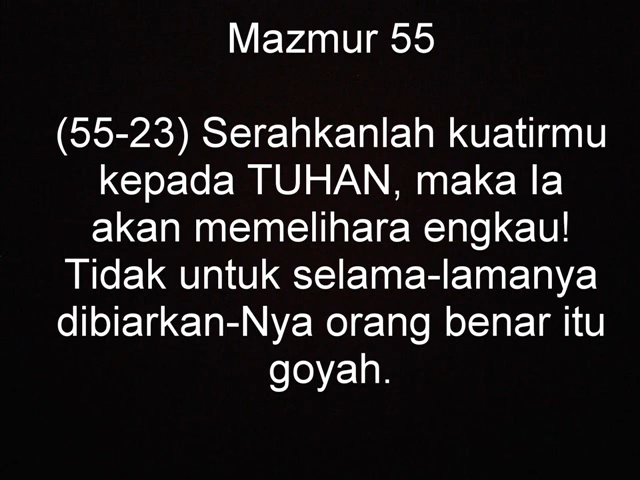 Mazmur 55
(55-23) Serahkanlah kuatirmu
kepada TUHAN, maka Ia
akan memelihara engkau!
Tidak untuk selama-lamanya
dibiarkan-Nya orang benar itu
goyah.